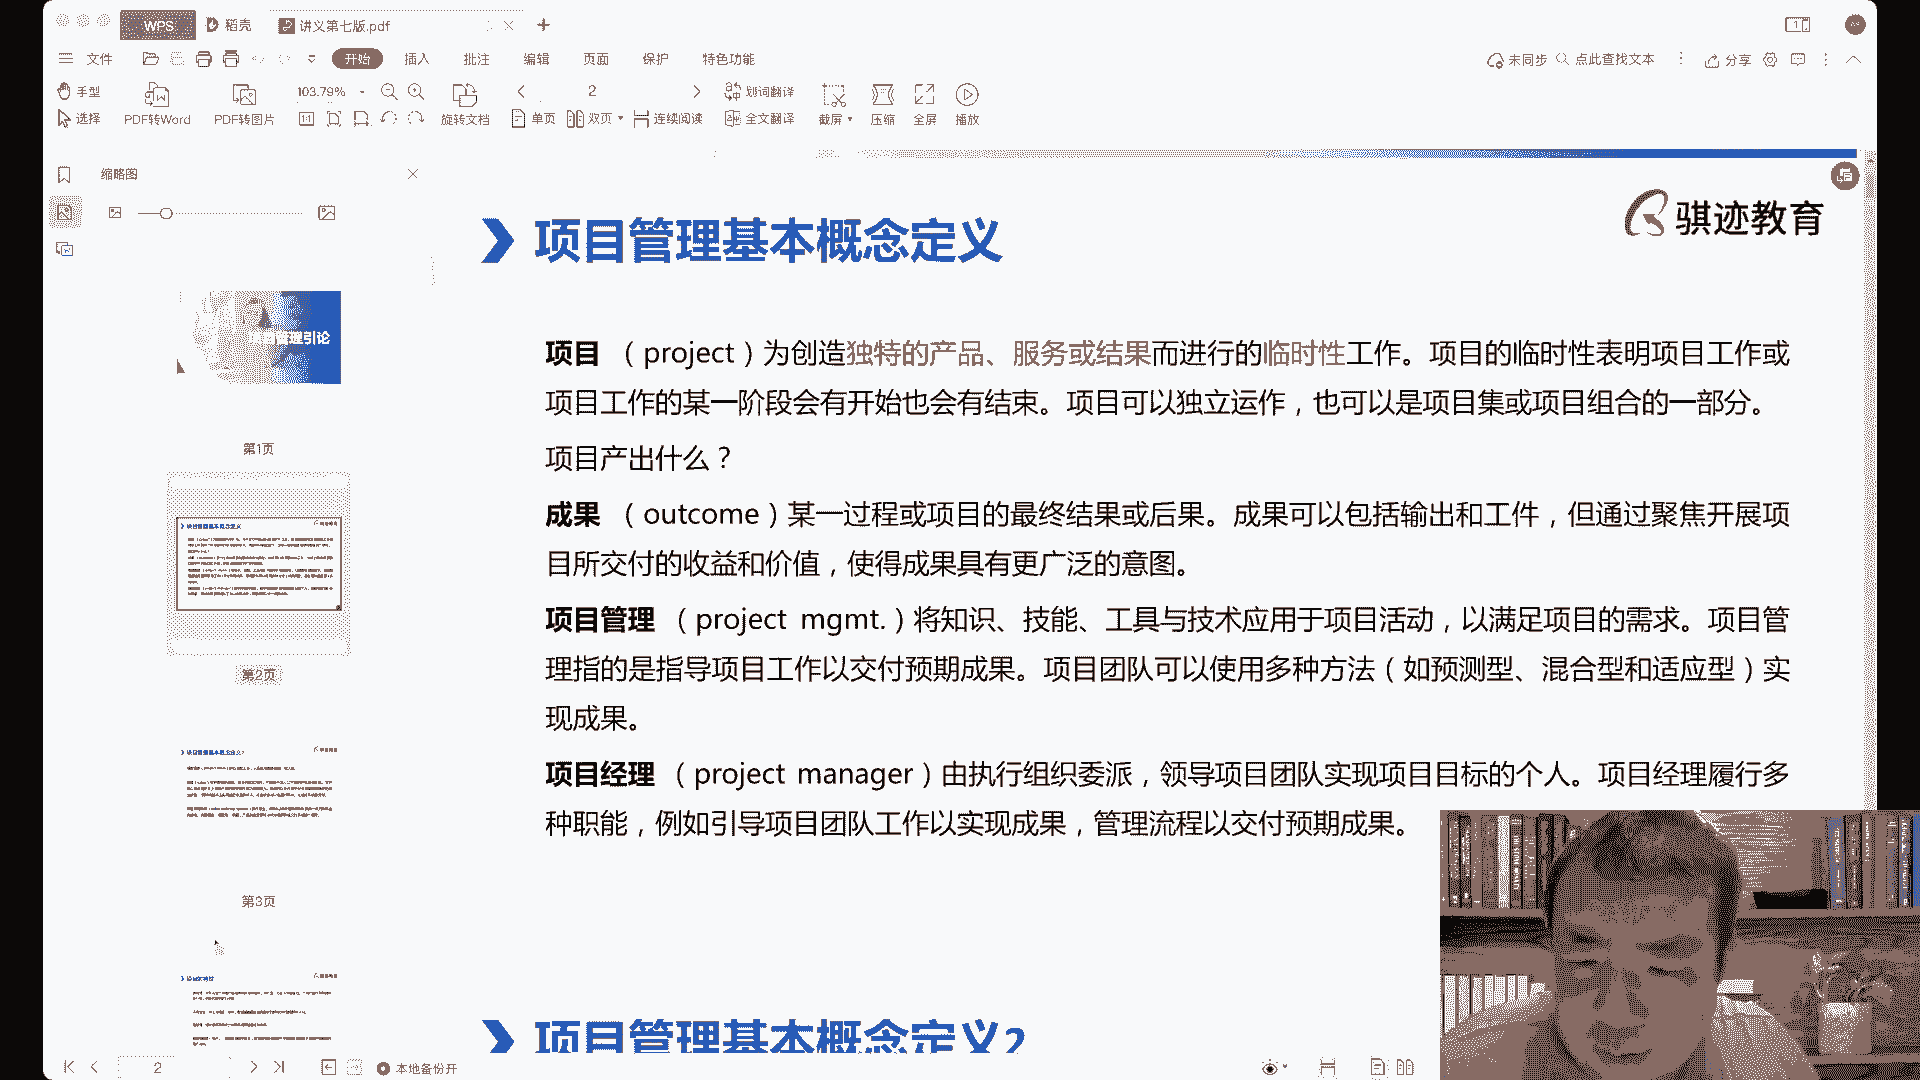 WPS 稻壳 讲义第七版.pdf
文件 开始 插入 批注 编辑 页面 保护 特色功能 未同步 点此查找文本 分享
手型 103.79% 2 划词翻译
选择 PDF转Word PDF转图片 旋转文档 单页 双页 连续阅读 全文翻译 截屏 压缩 全屏 播放
缩略图
项目管理引论
第1页
第2页
第3页
骐迹教育
项目管理基本概念定义
项目 （project）为创造独特的产品、服务或结果而进行的临时性工作。项目的临时性表明项目工作或
项目工作的某一阶段会有开始也会有结束。项目可以独立运作，也可以是项目集或项目组合的一部分。
项目产出什么？
成果 （outcome）某一过程或项目的最终结果或后果。成果可以包括输出和工件，但通过聚焦开展项
目所交付的收益和价值，使得成果具有更广泛的意图。
项目管理 （project mgmt.）将知识、技能、工具与技术应用于项目活动，以满足项目的需求。项目管
理指的是指导项目工作以交付预期成果。项目团队可以使用多种方法（如预测型、混合型和适应型）实
现成果。
项目经理 （project manager）由执行组织委派，领导项目团队实现项目目标的个人。项目经理履行多
种职能，例如引导项目团队工作以实现成果，管理流程以交付预期成果。
项目管理基本概念定义2
2 本地备份开